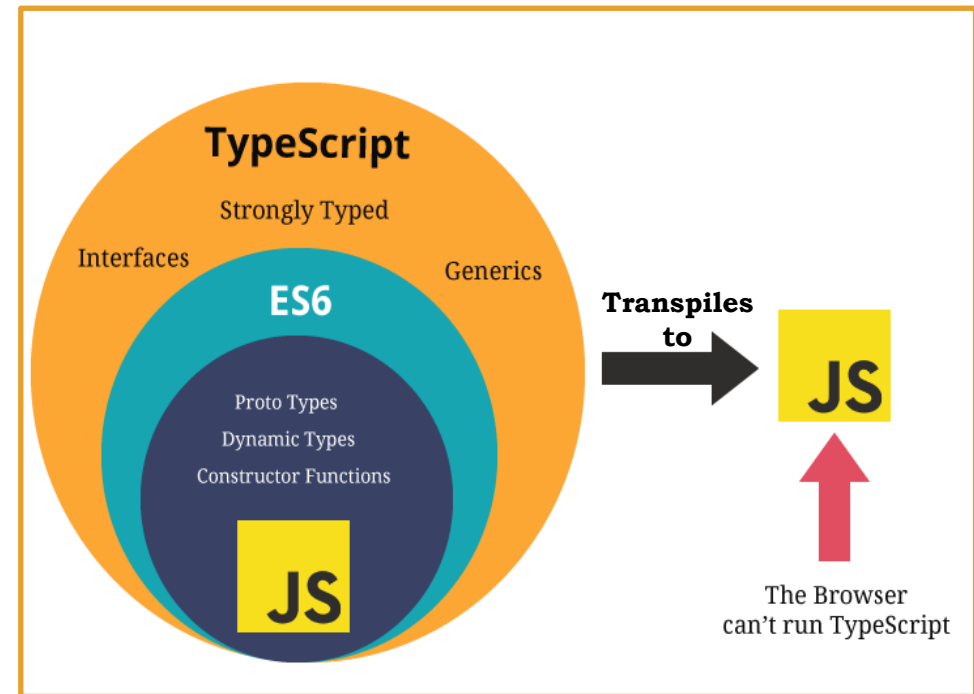 TypeScript
Strongly Typed
Interfaces
Generics
ES6
Proto Types
Dynamic Types
Constructor Functions
JS
Transpiles
to
JS
The Browser
can't run TypeScript